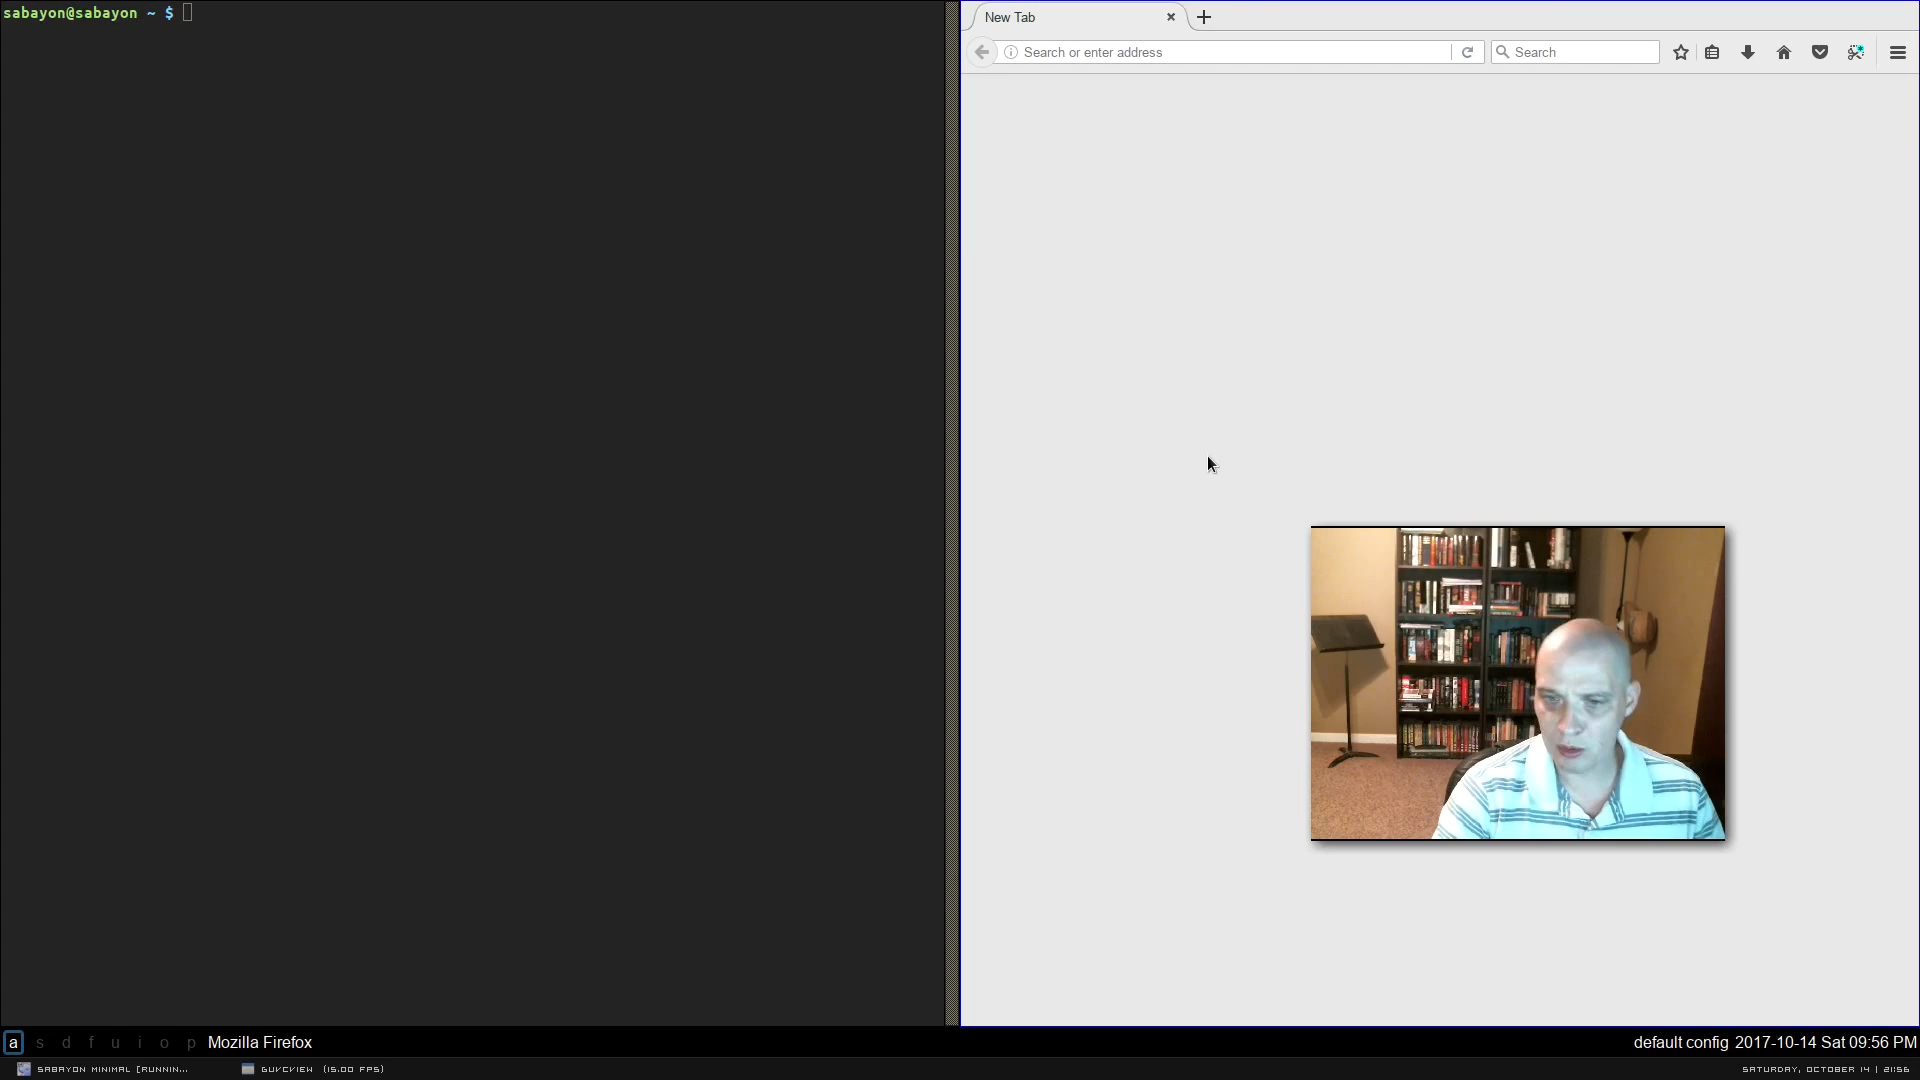 sabayon@sabayon ~ $
New Tab
Search or enter address
Search
a s d f u i o p Mozilla Firefox
default config 2017-10-14 Sat 09:56 PM
SABAYON MINIMAL [RUNNIN...
GUVCVIEW (15.00 FPS)
SATURDAY, OCTOBER 14 | 21:56